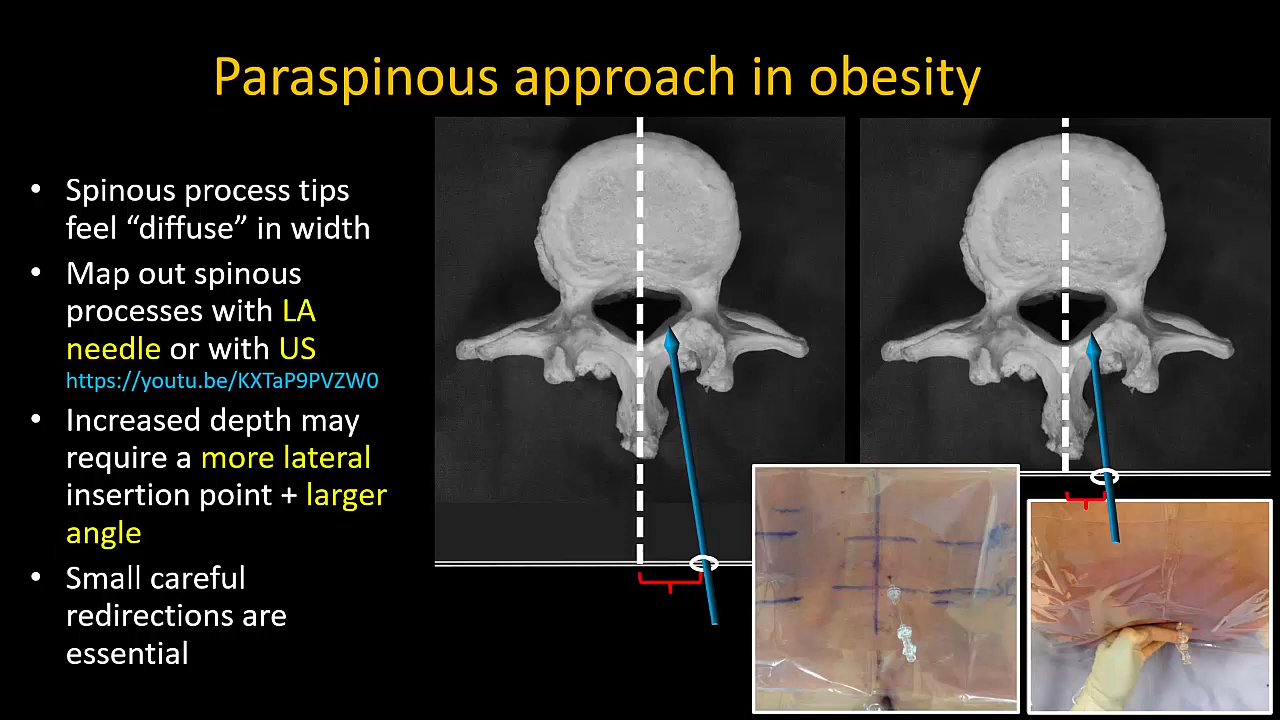 Paraspinous approach in obesity
• Spinous process tips
feel “diffuse” in width
• Map out spinous
processes with LA
needle or with US
https://youtu.be/KXTaP9PVZW0
• Increased depth may
require a more lateral
insertion point + larger
angle
• Small careful
redirections are
essential